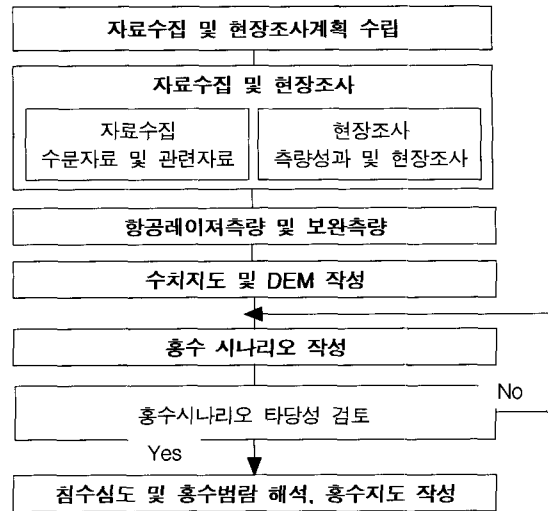 자료수집 및 현장조사계획 수립
자료수집 및 현장조사
자료수집
수문자료 및 관련자료
현장조사
측량성과 및 현장조사
항공레이져측량 및 보완측량
수치지도 및 DEM 작성
홍수 시나리오 작성
홍수시나리오 타당성 검토
No
Yes
침수심도 및 홍수범람 해석, 홍수지도 작성